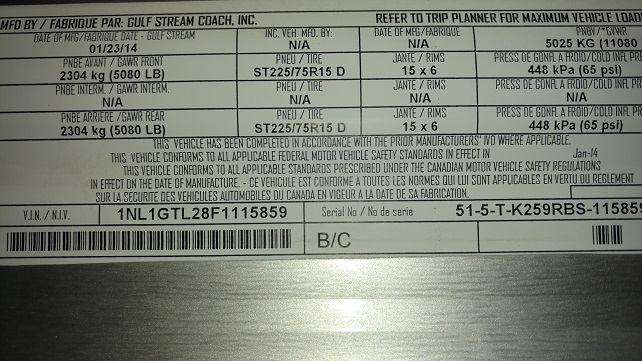 MFD BY / FABRIQUE PAR: GULF STREAM COACH, INC. REFER TO TRIP PLANNER FOR MAXIMUM VEHICLE LOAD
DATE OF MFG/FABRIQUE DATE - GULF STREAM INC. VEH. MFD. BY: DATE OF MFG/FABRIQUE PNBV/*GVWR
01/23/14 N/A N/A 5025 KG (11080
PNBE AVANT / GAWR FRONT PNEU / TIRE JANTE / RIMS PRESS DE GONFL A FROID/COLD INFL PRE
2304 kg (5080 LB) ST225/75R15 D 15 x 6 448 kPa (65 psi)
PNBE INTERM. / GAWR INTERM. PNEU / TIRE JANTE / RIMS PRESS DE GONFL A FROID/COLD INFL PR
N/A N/A N/A N/A
PNBE ARRIERE / GAWR REAR PNEU / TIRE JANTE / RIMS PRESS DE GONFL A FROID/COLD INFL PR
2304 kg (5080 LB) ST225/75R15 D 15 x 6 448 kPa (65 psi)
THIS VEHICLE HAS BEEN COMPLETED IN ACCORDANCE WITH THE PRIOR MANUFACTURERS' IVD WHERE APPLICABLE.
THIS VEHICLE CONFORMS TO ALL APPLICABLE FEDERAL MOTOR VEHICLE SAFETY STANDARDS IN EFFECT IN Jan-14
THIS VEHICLE CONFORMS TO ALL APPLICABLE STANDARDS PRESCRIBED UNDER THE CANADIAN MOTOR VEHICLE SAFETY REGULATIONS
IN EFFECT ON THE DATE OF MANUFACTURE. - CE VEHICULE EST CONFORME A TOUTES LES NORMES QUI LUI SONT APPLICABLES EN VERTU DU REGLEMENT
SUR LA SECURITE DES VEHICULES AUTOMOBILES DU CANADA EN VIGEUR A LA DATE DE SA FABRICATION.
V.I.N. / N.I.V. 1NL1GTL28F1115859 Serial No / No de serie 51-5-T-K259RBS-115859
B/C